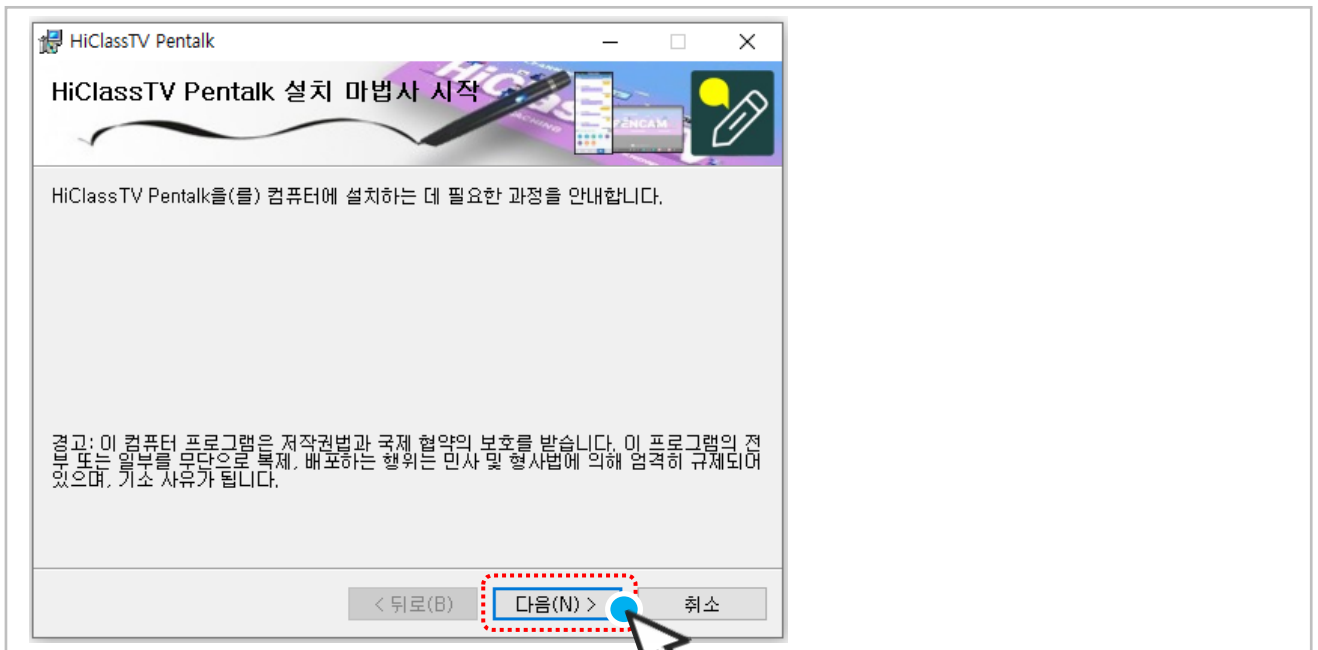 HiClassTV Pentalk
HiClassTV Pentalk 설치 마법사 시작
PENCAM
HiClassTV Pentalk을(를) 컴퓨터에 설치하는 데 필요한 과정을 안내합니다.
경고: 이 컴퓨터 프로그램은 저작권법과 국제 협약의 보호를 받습니다. 이 프로그램의 전
부 또는 일부를 무단으로 복제, 배포하는 행위는 민사 및 형사법에 의해 엄격히 규제되어
있으며, 기소 사유가 됩니다.
< 뒤로(B)
다음(N) >
취소